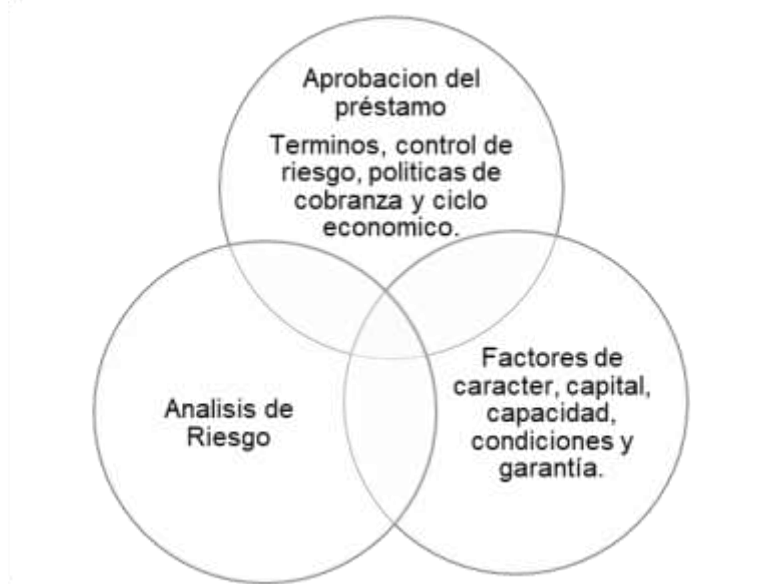 Aprobacion del
préstamo
Terminos, control de
riesgo, politicas de
cobranza y ciclo
economico.
Analisis de
Riesgo
Factores de
caracter, capital,
capacidad,
condiciones y
garantía.